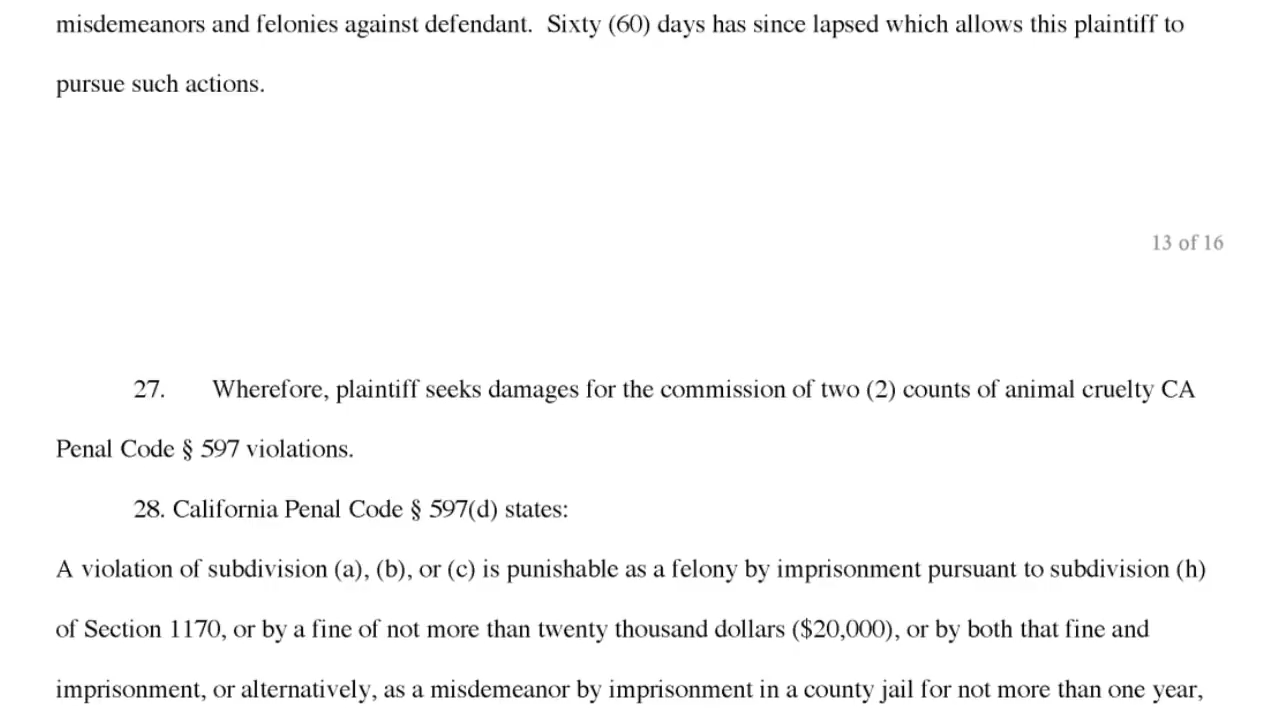 misdemeanors and felonies against defendant.  Sixty (60) days has since lapsed which allows this plaintiff to
pursue such actions.
13 of 16
27. Wherefore, plaintiff seeks damages for the commission of two (2) counts of animal cruelty CA
Penal Code § 597 violations.
28. California Penal Code § 597(d) states:
A violation of subdivision (a), (b), or (c) is punishable as a felony by imprisonment pursuant to subdivision (h)
of Section 1170, or by a fine of not more than twenty thousand dollars ($20,000), or by both that fine and
imprisonment, or alternatively, as a misdemeanor by imprisonment in a county jail for not more than one year,